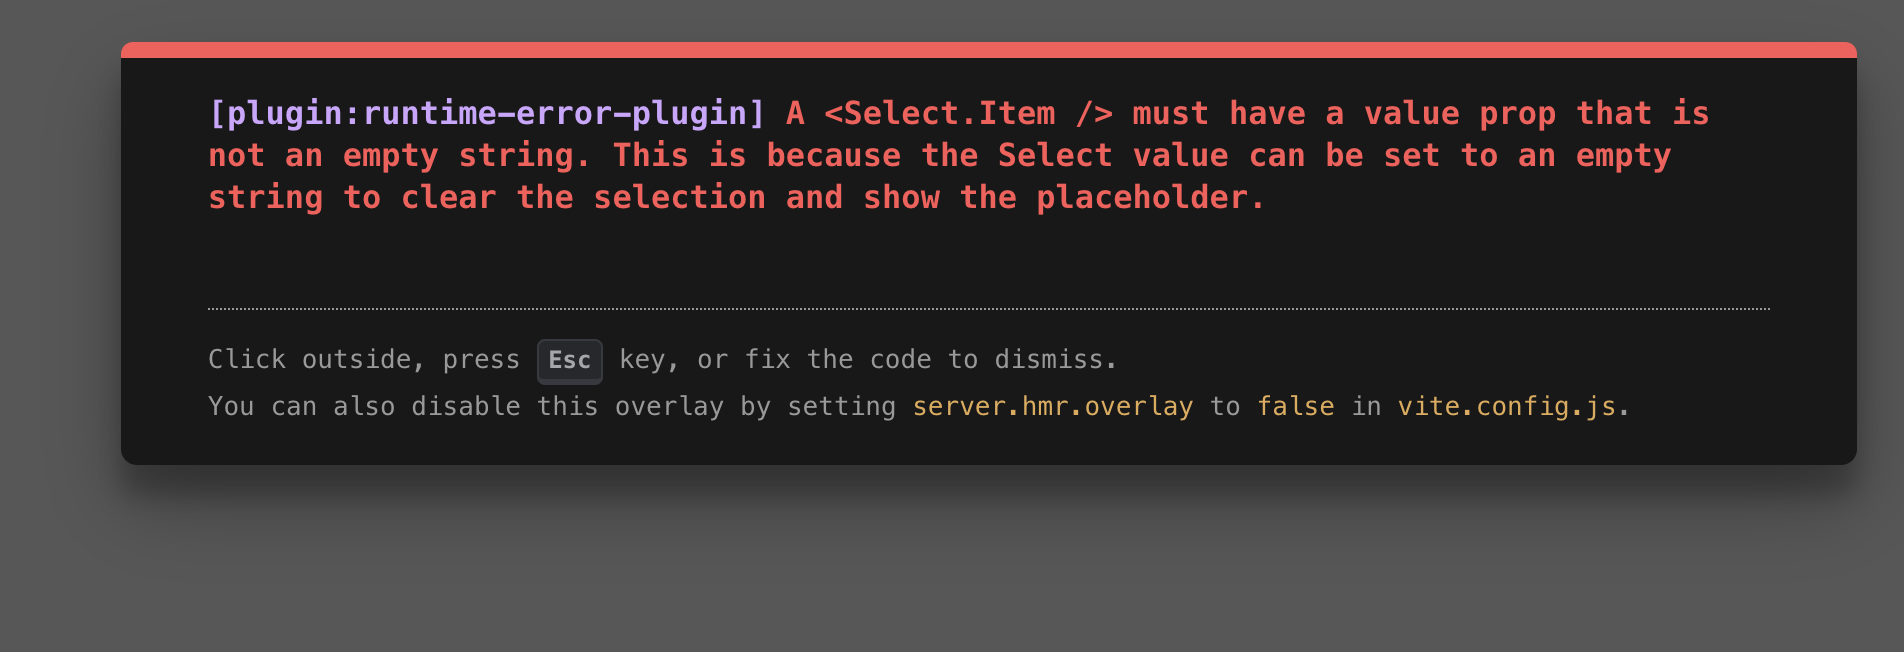 [plugin:runtime-error-plugin] A <Select.Item /> must have a value prop that is
not an empty string. This is because the Select value can be set to an empty
string to clear the selection and show the placeholder.
Click outside, press Esc key, or fix the code to dismiss.
You can also disable this overlay by setting server.hmr.overlay to false in vite.config.js.